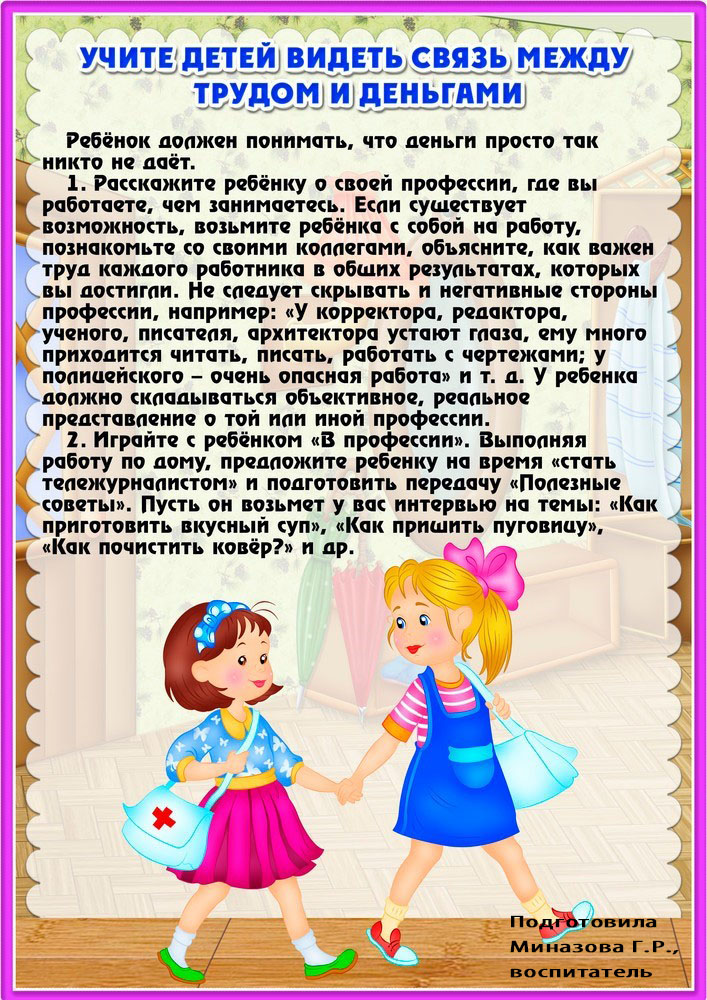 УЧИТЕ ДЕТЕЙ ВИДЕТЬ СВЯЗЬ МЕЖДУ
ТРУДОМ И ДЕНЬГАМИ
Ребёнок должен понимать, что деньги просто так
никто не даёт.
1. Расскажите ребёнку о своей профессии, где вы
работаете, чем занимаетесь. Если существует
возможность, возьмите ребёнка с собой на работу,
познакомьте со своими коллегами, объясните, как важен
труд каждого работника в общих результатах, которых
вы достигли. Не следует скрывать и негативные стороны
профессии, например: «У корректора, редактора,
ученого, писателя, архитектора устают глаза, ему много
приходится читать, писать, работать с чертежами; у
полицейского – очень опасная работа» и т. д. У ребенка
должно складываться объективное, реальное
представление о той или иной профессии.
2. Играйте с ребёнком «В профессии». Выполняя
работу по дому, предложите ребенку на время «стать
тележурналистом» и подготовить передачу «Полезные
советы». Пусть он возьмет у вас интервью на темы: «Как
приготовить вкусный суп», «Как пришить пуговицу»,
«Как почистить ковёр?» и др.
Подготовила
Миназова Г.Р.,
воспитатель